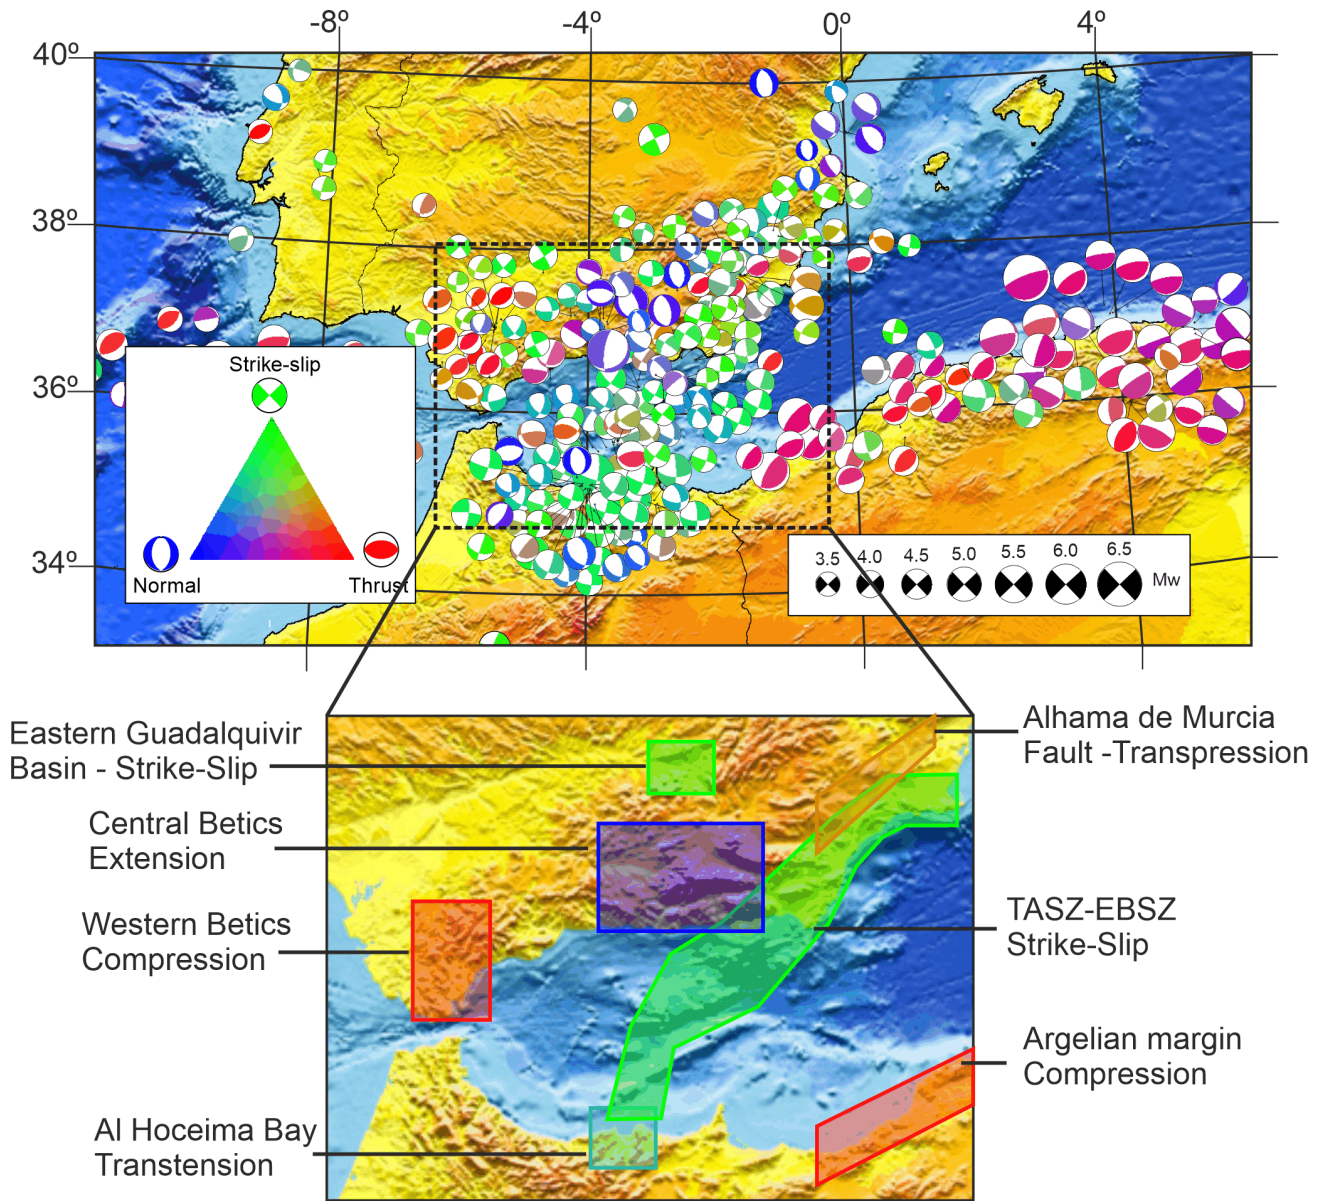 -8º
-4º
0º
4º
40º
38º
36º
34º
Strike-slip
Normal
Thrust
3.5
4.0
4.5
5.0
5.5
6.0
6.5
Mw
Eastern Guadalquivir
Basin - Strike-Slip
Central Betics
Extension
Western Betics
Compression
Al Hoceima Bay
Transtension
Alhama de Murcia
Fault -Transpression
TASZ-EBSZ
Strike-Slip
Argelian margin
Compression